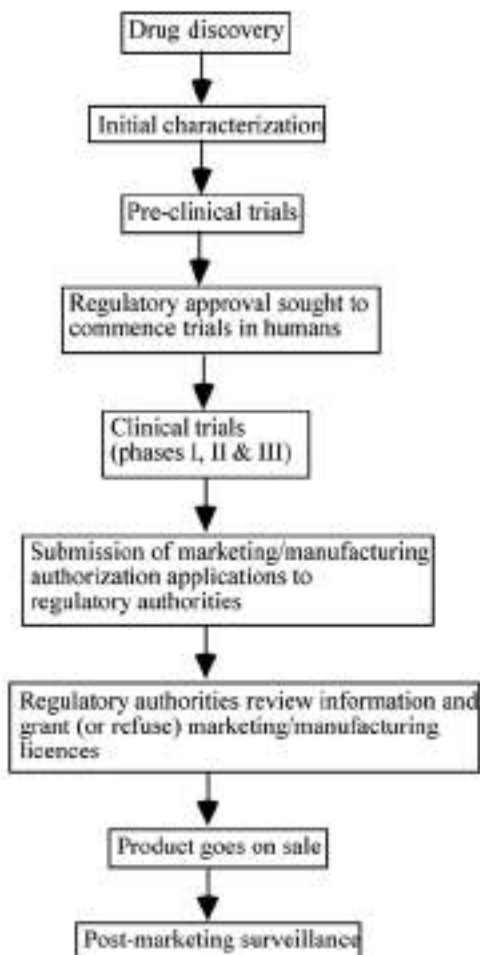 Drug discovery
Initial characterization
Pre-clinical trials
Regulatory approval sought to
commence trials in humans
Clinical trials
(phases I, II & III)
Submission of marketing/manufacturing
authorization applications to
regulatory authorities
Regulatory authorities review information and
grant (or refuse) marketing/manufacturing
licences
Product goes on sale
Post-marketing surveillance